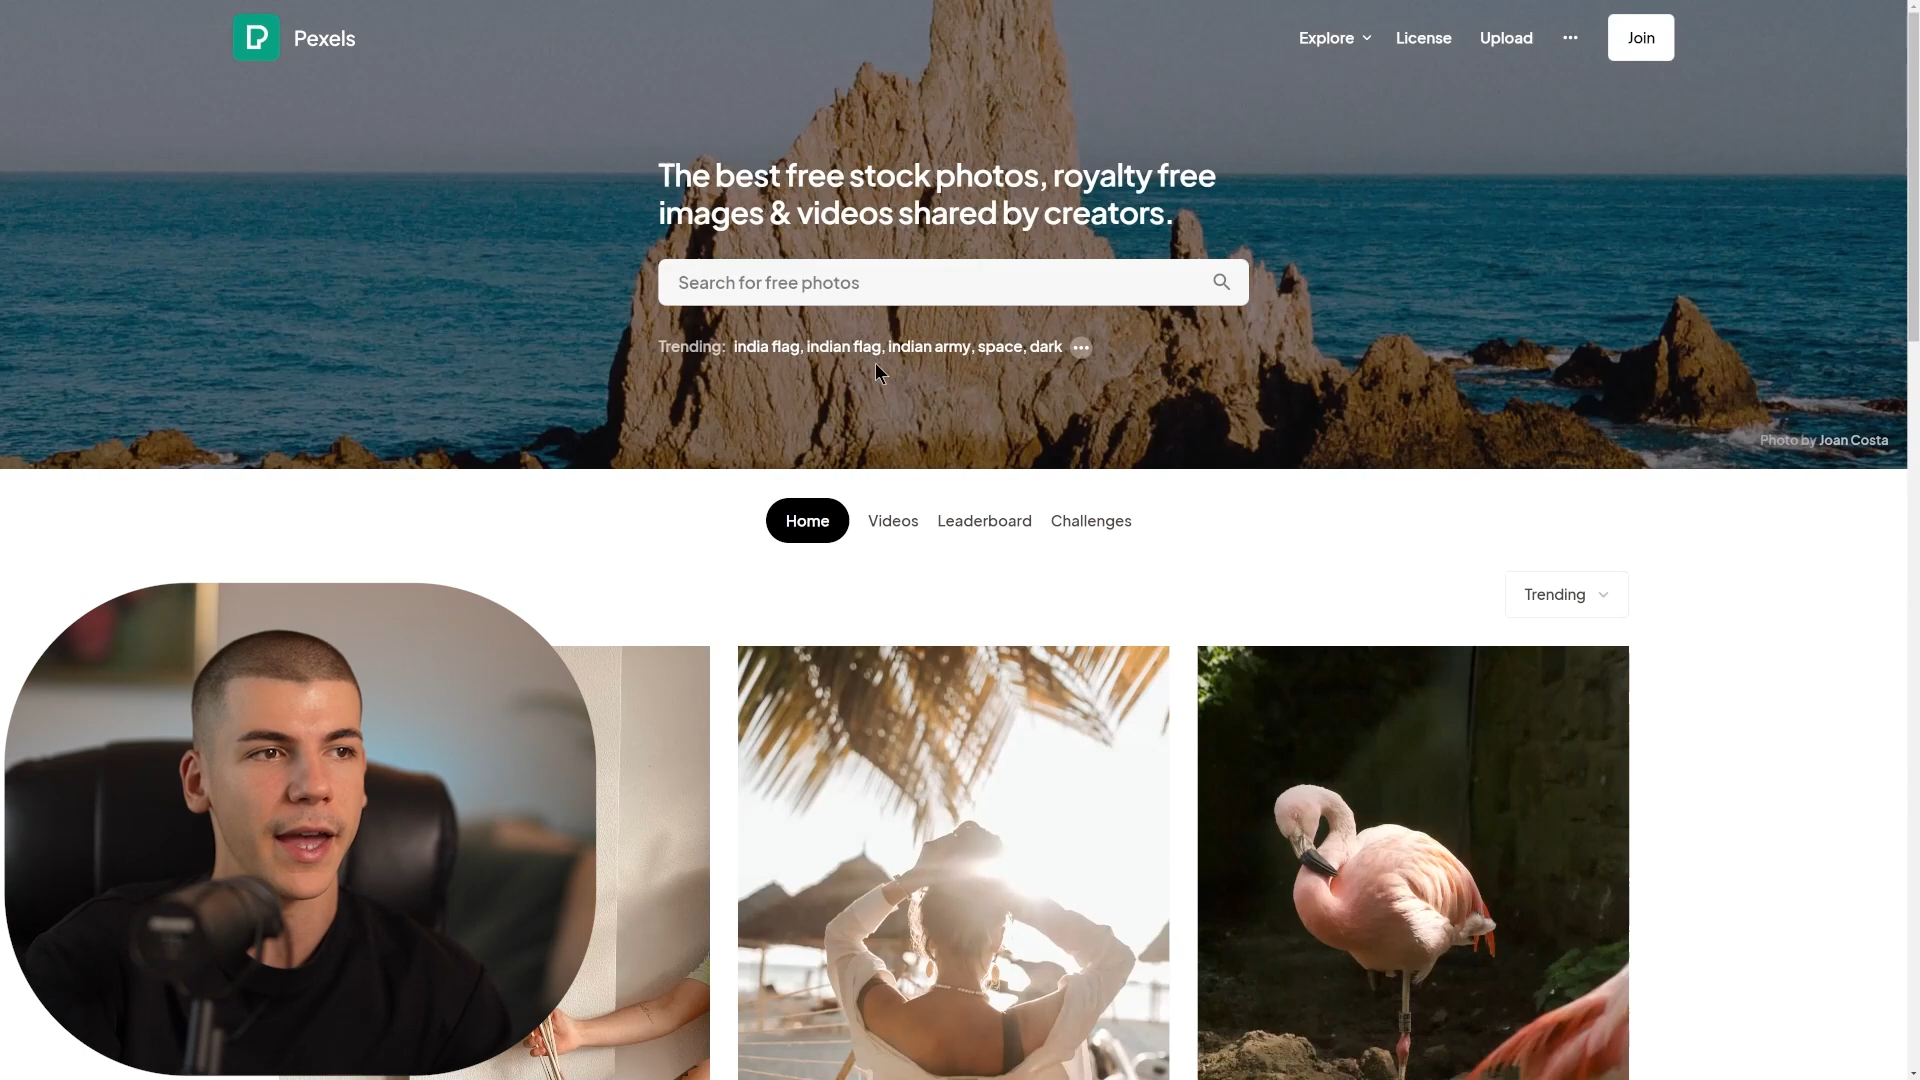 Pexels
Explore
License
Upload
Join
The best free stock photos, royalty free
images & videos shared by creators.
Search for free photos
Trending: india flag, indian flag, indian army, space, dark
Photo by Joan Costa
Home
Videos
Leaderboard
Challenges
Trending